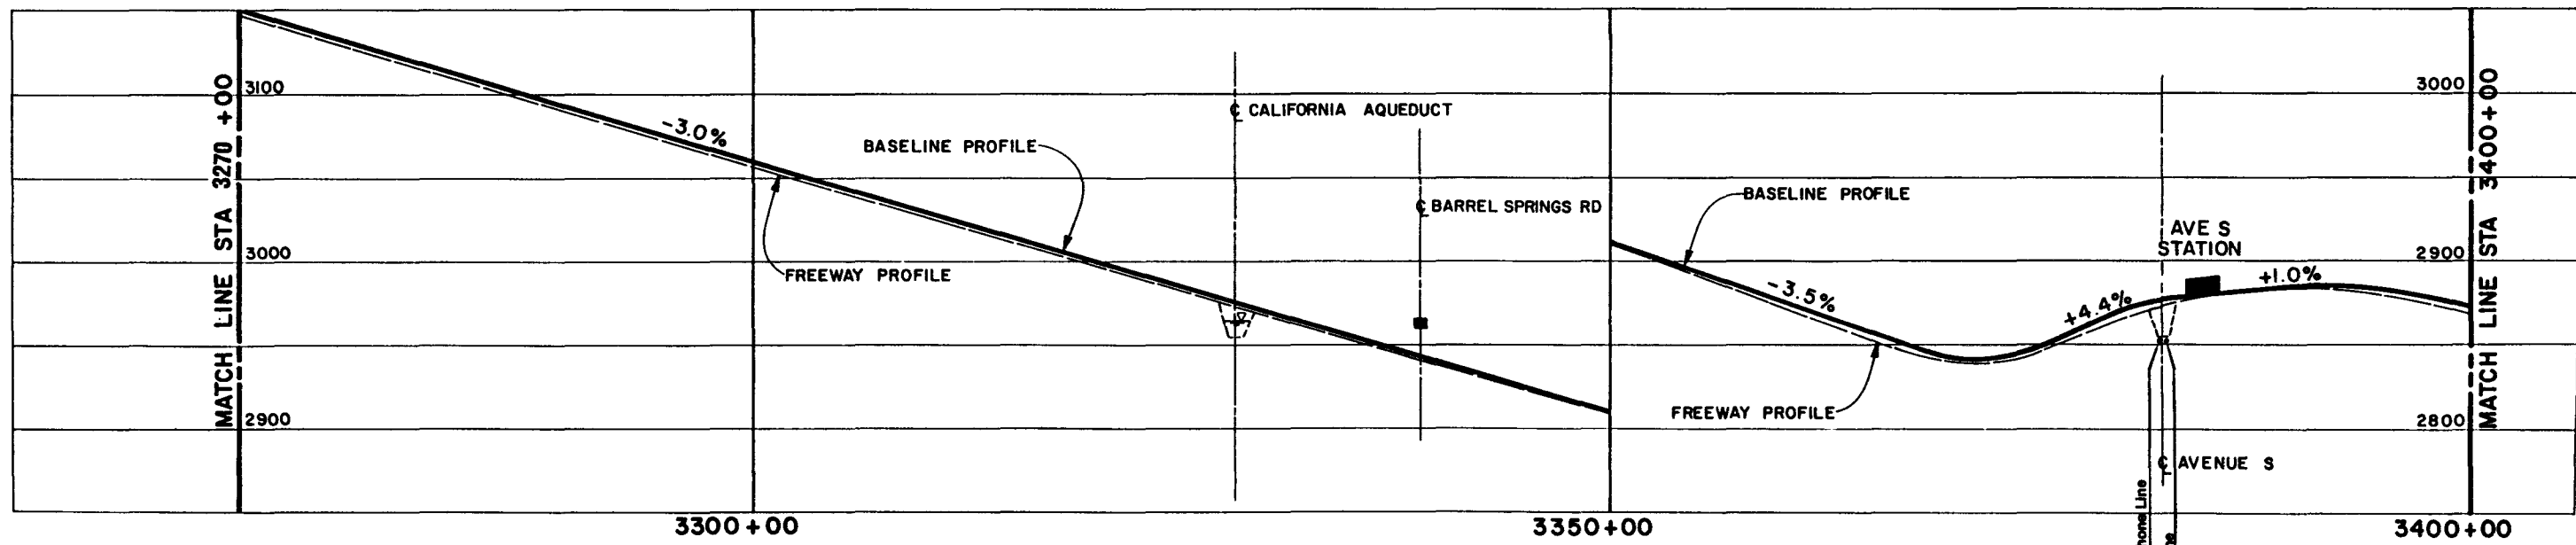 MATCH LINE STA 3270 +00
3100
3000
2900
-3.0%
BASELINE PROFILE
FREEWAY PROFILE
℄ CALIFORNIA AQUEDUCT
℄ BARREL SPRINGS RD
BASELINE PROFILE
-3.5%
FREEWAY PROFILE
+4.4%
AVE S
STATION
+1.0%
℄ AVENUE S
3000
2900
2800
MATCH LINE STA 3400+00
3300+00
3350+00
3400+00
Line